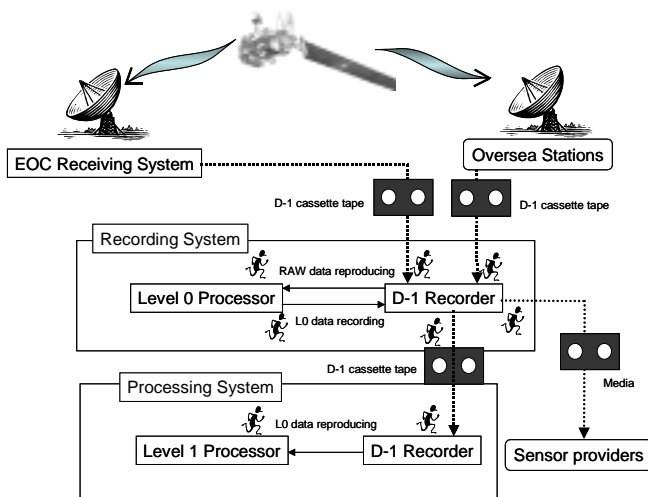 EOC Receiving System
Oversea Stations
D-1 cassette tape
D-1 cassette tape
Recording System
RAW data reproducing
Level 0 Processor
D-1 Recorder
L0 data recording
D-1 cassette tape
Media
Processing System
L0 data reproducing
Level 1 Processor
D-1 Recorder
Sensor providers